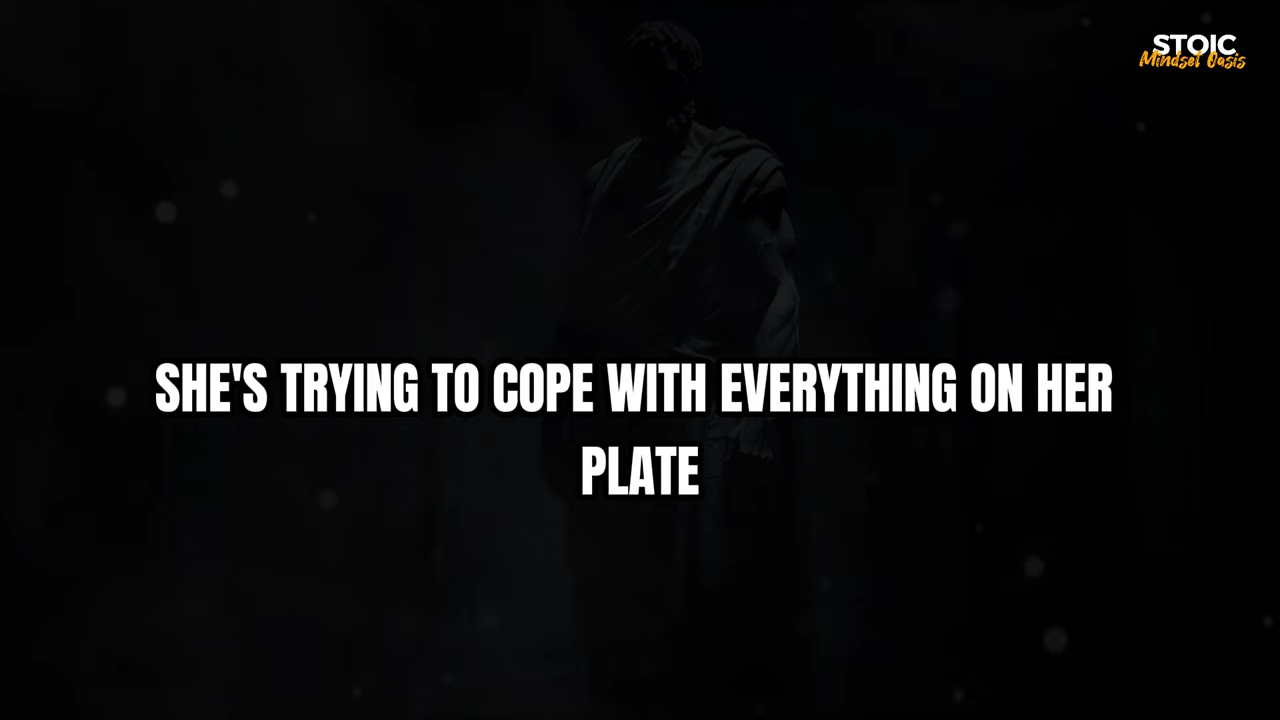 STOIC
Mindset Oasis
SHE'S TRYING TO COPE WITH EVERYTHING ON HER
PLATE